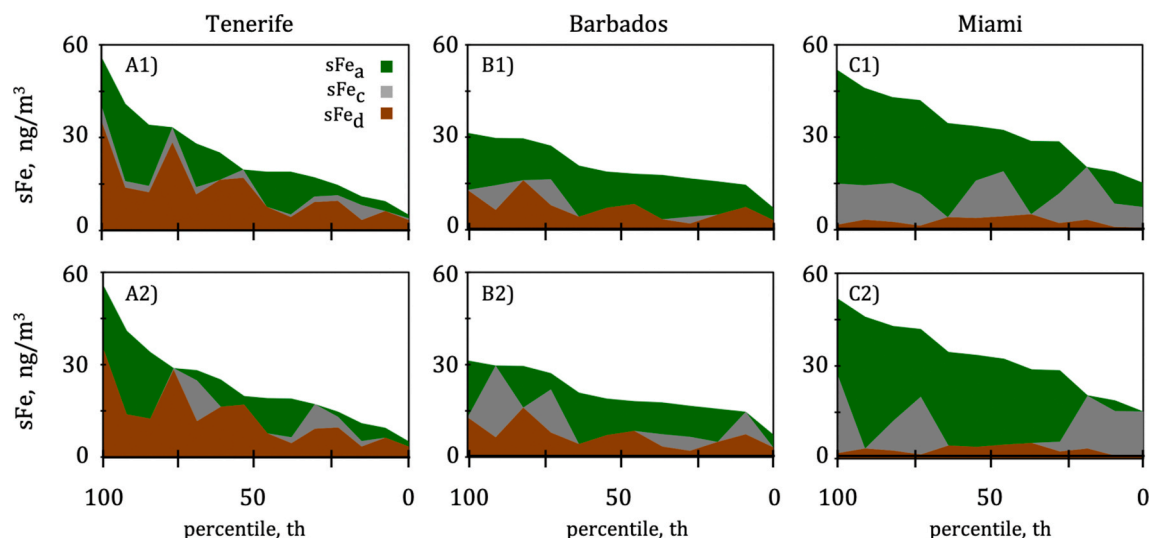 Tenerife Barbados Miami
60 60 60
A1) sFea B1) C1)
sFec
sFed
sFe, ng/m³
30 30 30
0 0 0
60 60 60
A2) B2) C2)
sFe, ng/m³
30 30 30
0 0 0
100 50 0 100 50 0 100 50 0
percentile, th percentile, th percentile, th